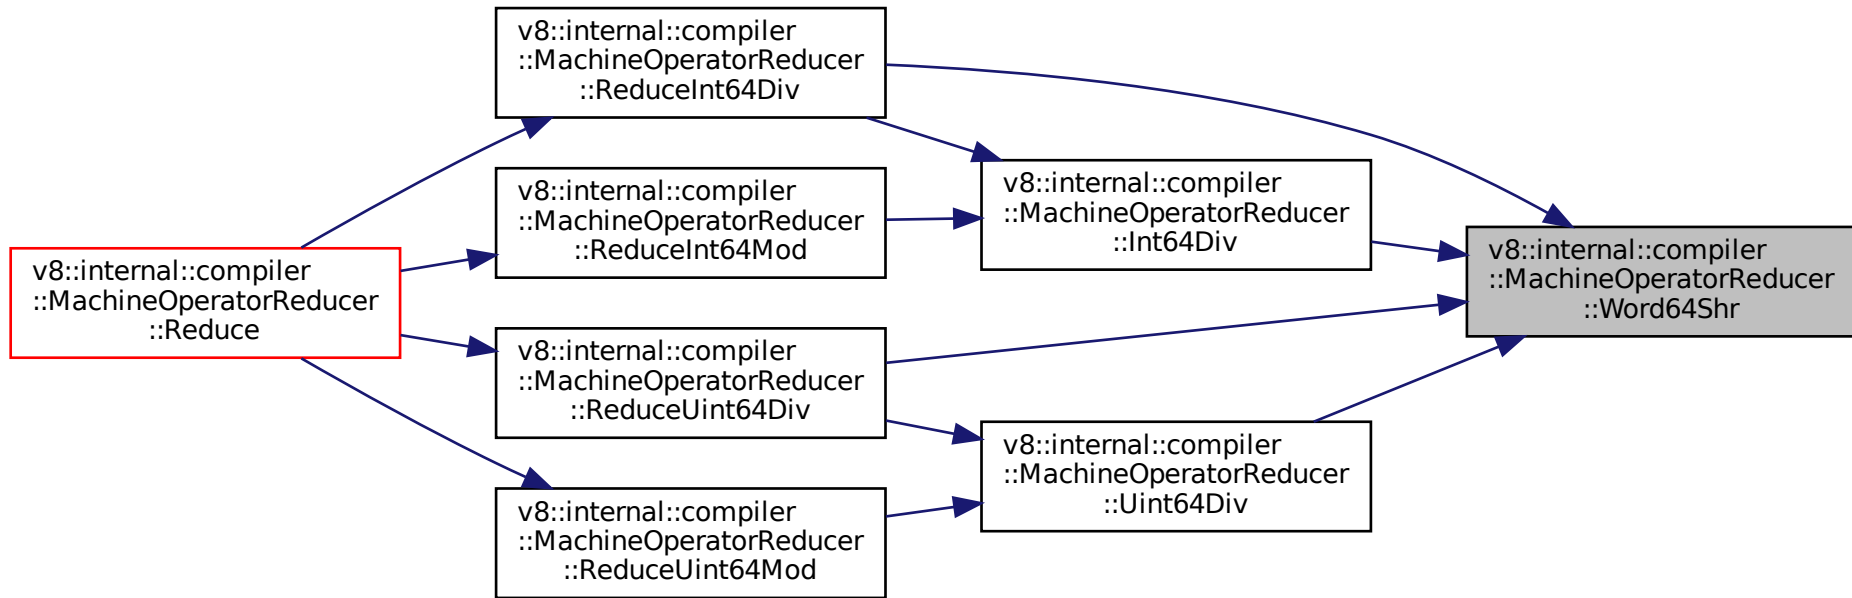 v8::internal::compiler
::MachineOperatorReducer
::ReduceInt64Div
v8::internal::compiler
::MachineOperatorReducer
::ReduceInt64Mod
v8::internal::compiler
::MachineOperatorReducer
::Int64Div
v8::internal::compiler
::MachineOperatorReducer
::Word64Shr
v8::internal::compiler
::MachineOperatorReducer
::Reduce
v8::internal::compiler
::MachineOperatorReducer
::ReduceUint64Div
v8::internal::compiler
::MachineOperatorReducer
::Uint64Div
v8::internal::compiler
::MachineOperatorReducer
::ReduceUint64Mod